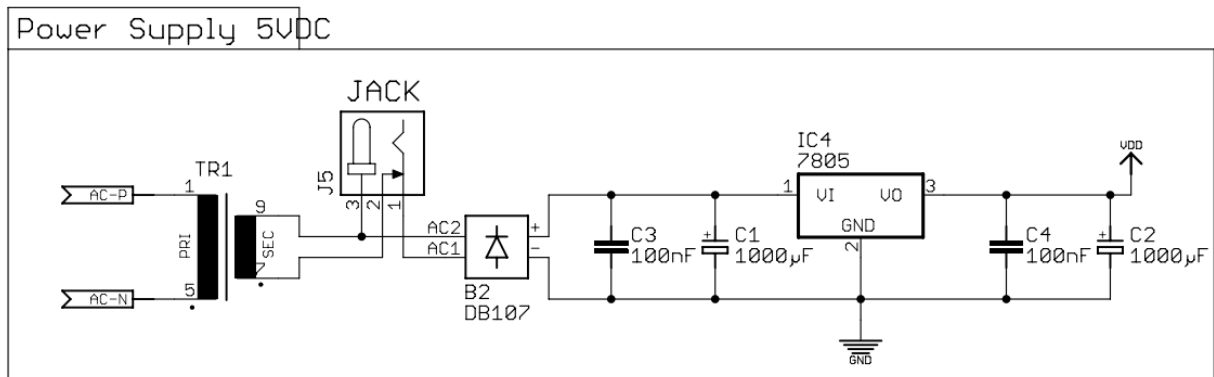 Power Supply 5VDC
JACK
J5
3 2 1
TR1
AC-P
1
PRI
5
AC-N
9
SEC
7
AC2
AC1
+
-
B2
DB107
C3
100nF
+
C1
1000µF
IC4
7805
1
VI
VO
3
GND
2
GND
C4
100nF
+
C2
1000µF
VDD